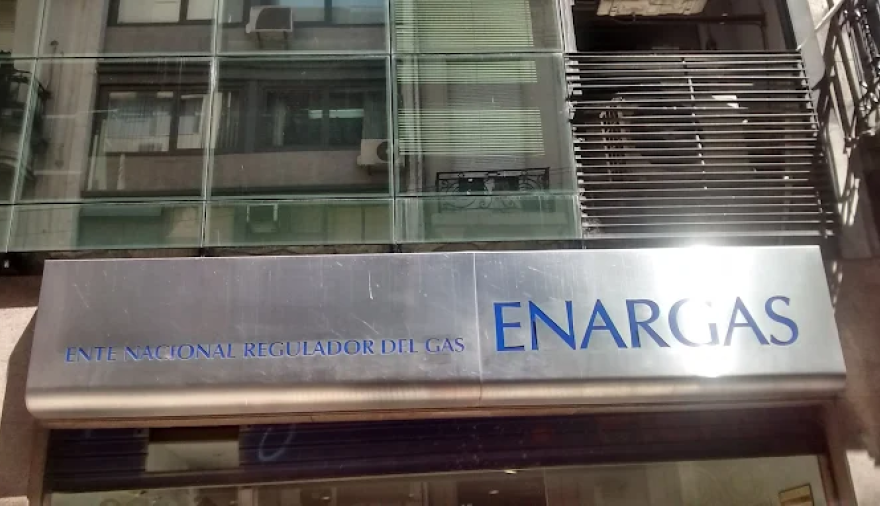 ENTE NACIONAL REGULADOR DEL GAS
ENARGAS